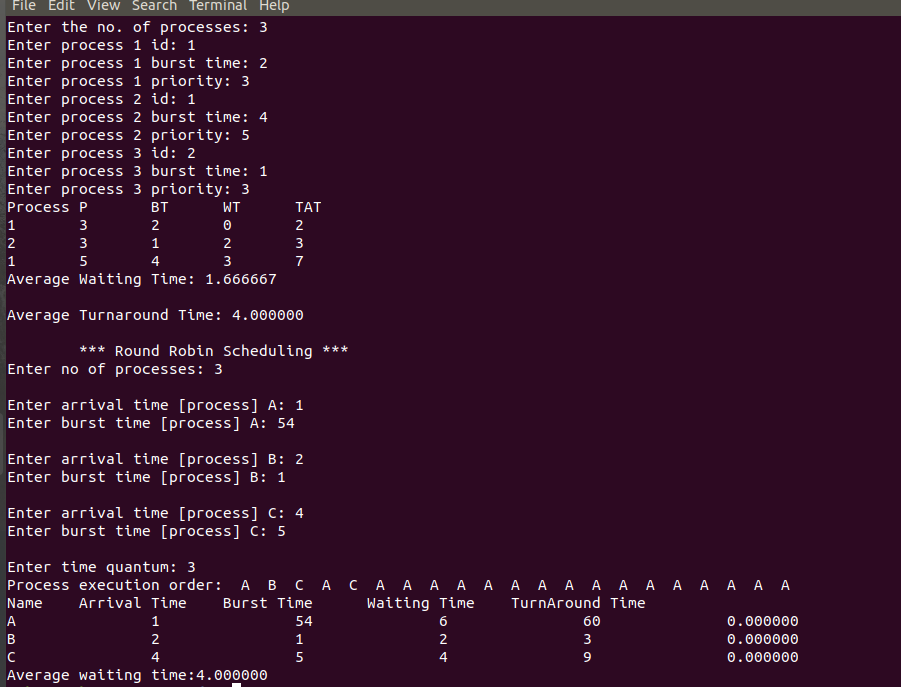 File Edit View Search Terminal Help
Enter the no. of processes: 3
Enter process 1 id: 1
Enter process 1 burst time: 2
Enter process 1 priority: 3
Enter process 2 id: 1
Enter process 2 burst time: 4
Enter process 2 priority: 5
Enter process 3 id: 2
Enter process 3 burst time: 1
Enter process 3 priority: 3
Process P BT WT TAT
1 3 2 0 2
2 3 1 2 3
1 5 4 3 7
Average Waiting Time: 1.666667
Average Turnaround Time: 4.000000
*** Round Robin Scheduling ***
Enter no of processes: 3
Enter arrival time [process] A: 1
Enter burst time [process] A: 54
Enter arrival time [process] B: 2
Enter burst time [process] B: 1
Enter arrival time [process] C: 4
Enter burst time [process] C: 5
Enter time quantum: 3
Process execution order: A B C A C A A A A A A A A A A A A A A A A
Name Arrival Time Burst Time Waiting Time TurnAround Time
A 1 54 6 60 0.000000
B 2 1 2 3 0.000000
C 4 5 4 9 0.000000
Average waiting time:4.000000